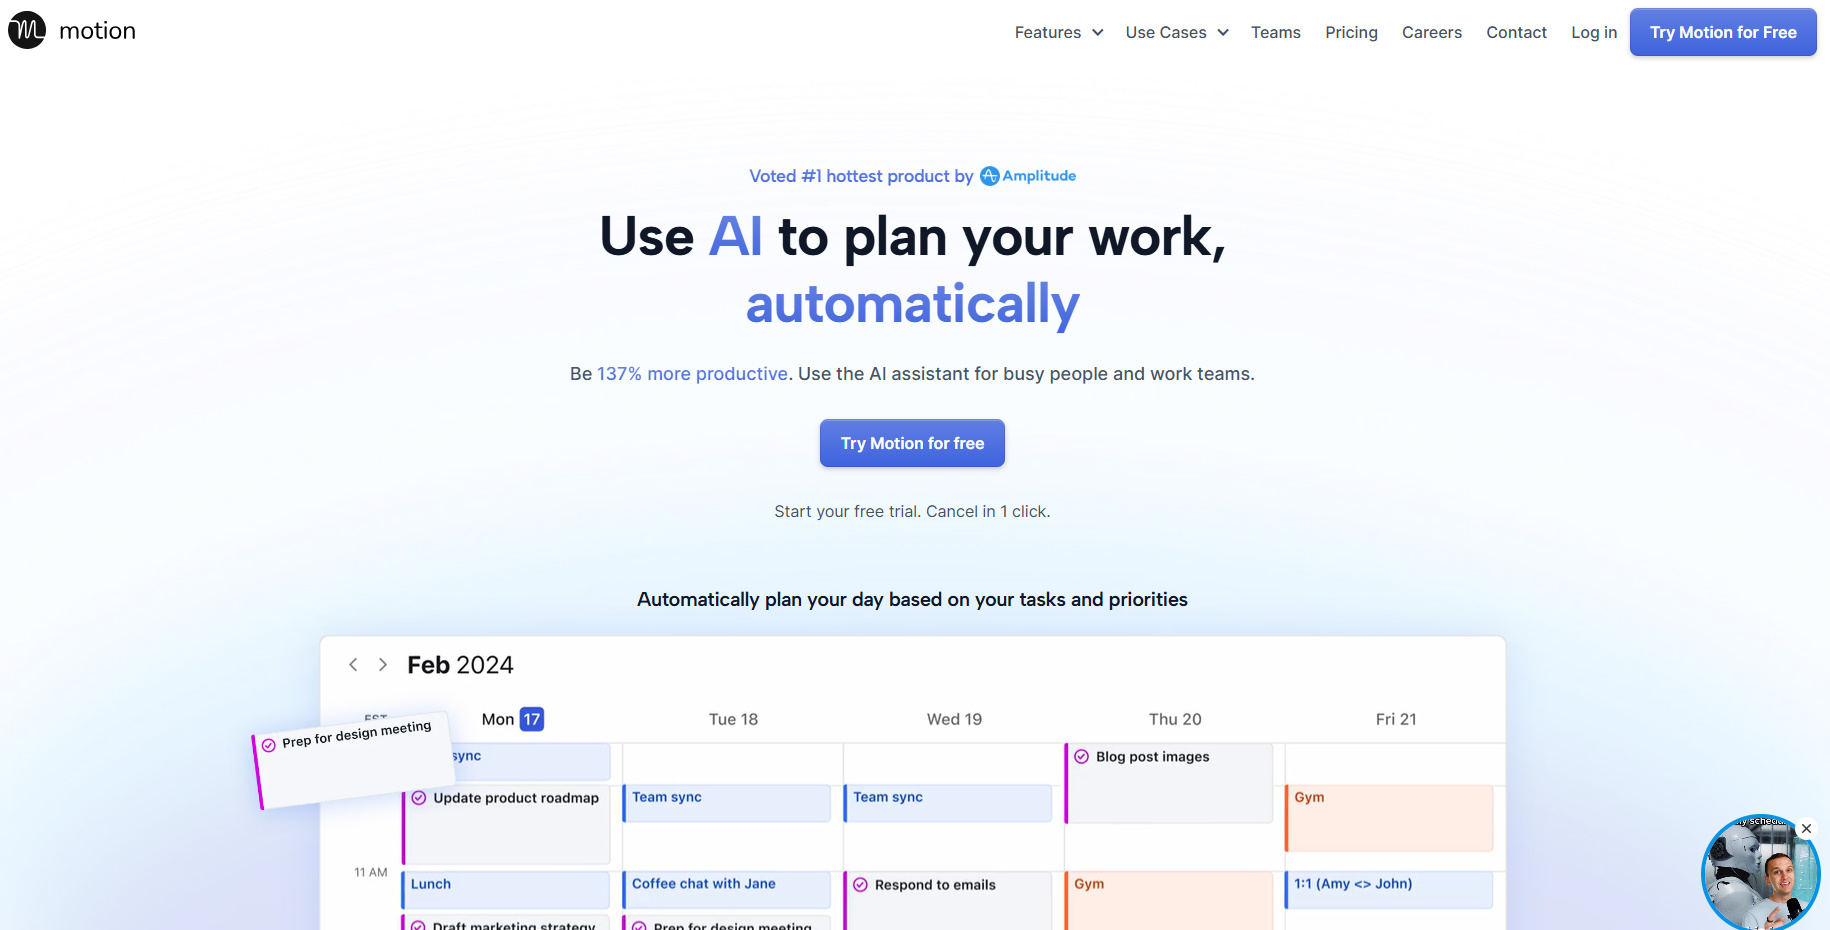 motion
Features
Use Cases
Teams
Pricing
Careers
Contact
Log in
Try Motion for Free
Voted #1 hottest product by Amplitude
Use AI to plan your work,
automatically
Be 137% more productive. Use the AI assistant for busy people and work teams.
Try Motion for free
Start your free trial. Cancel in 1 click.
Automatically plan your day based on your tasks and priorities
Feb 2024
EST
Mon 17
Tue 18
Wed 19
Thu 20
Fri 21
Prep for design meeting
sync
Blog post images
Update product roadmap
Team sync
Team sync
Gym
11 AM
Lunch
Coffee chat with Jane
Respond to emails
Gym
1:1 (Amy <> John)
Draft marketing strategy
Prep for design meeting